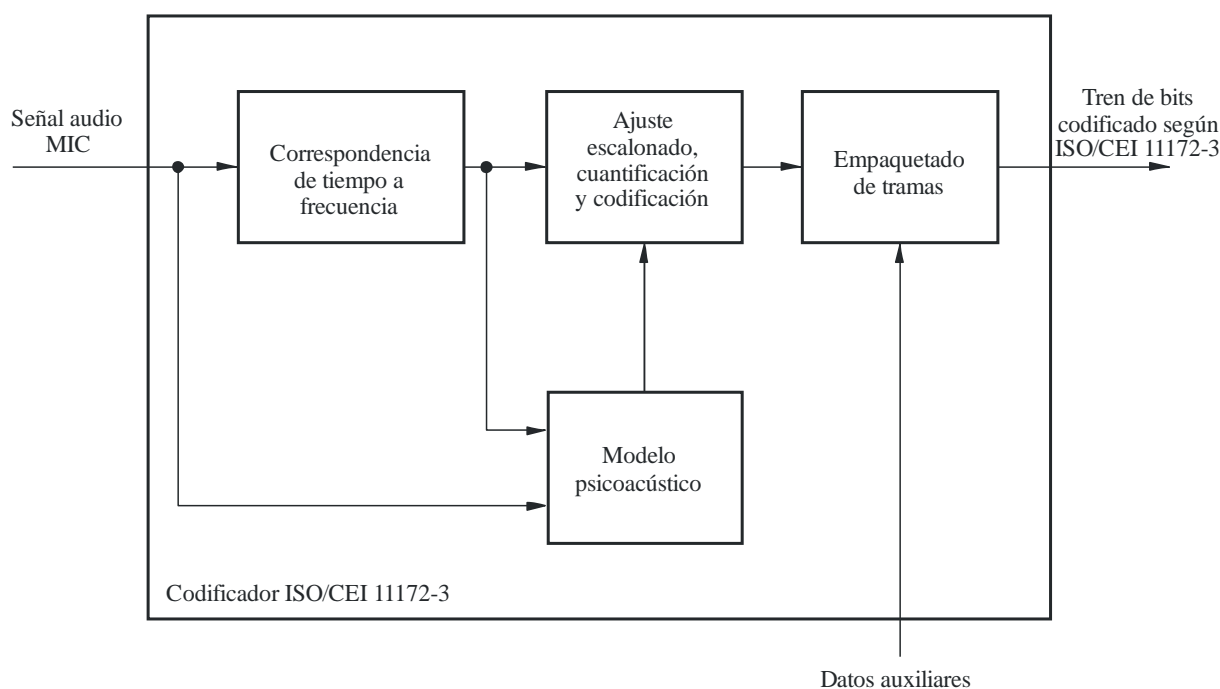 Señal audio
MIC
Correspondencia
de tiempo a
frecuencia
Ajuste
escalonado,
cuantificación
y codificación
Empaquetado
de tramas
Tren de bits
codificado según
ISO/CEI 11172-3
Modelo
psicoacústico
Codificador ISO/CEI 11172-3
Datos auxiliares